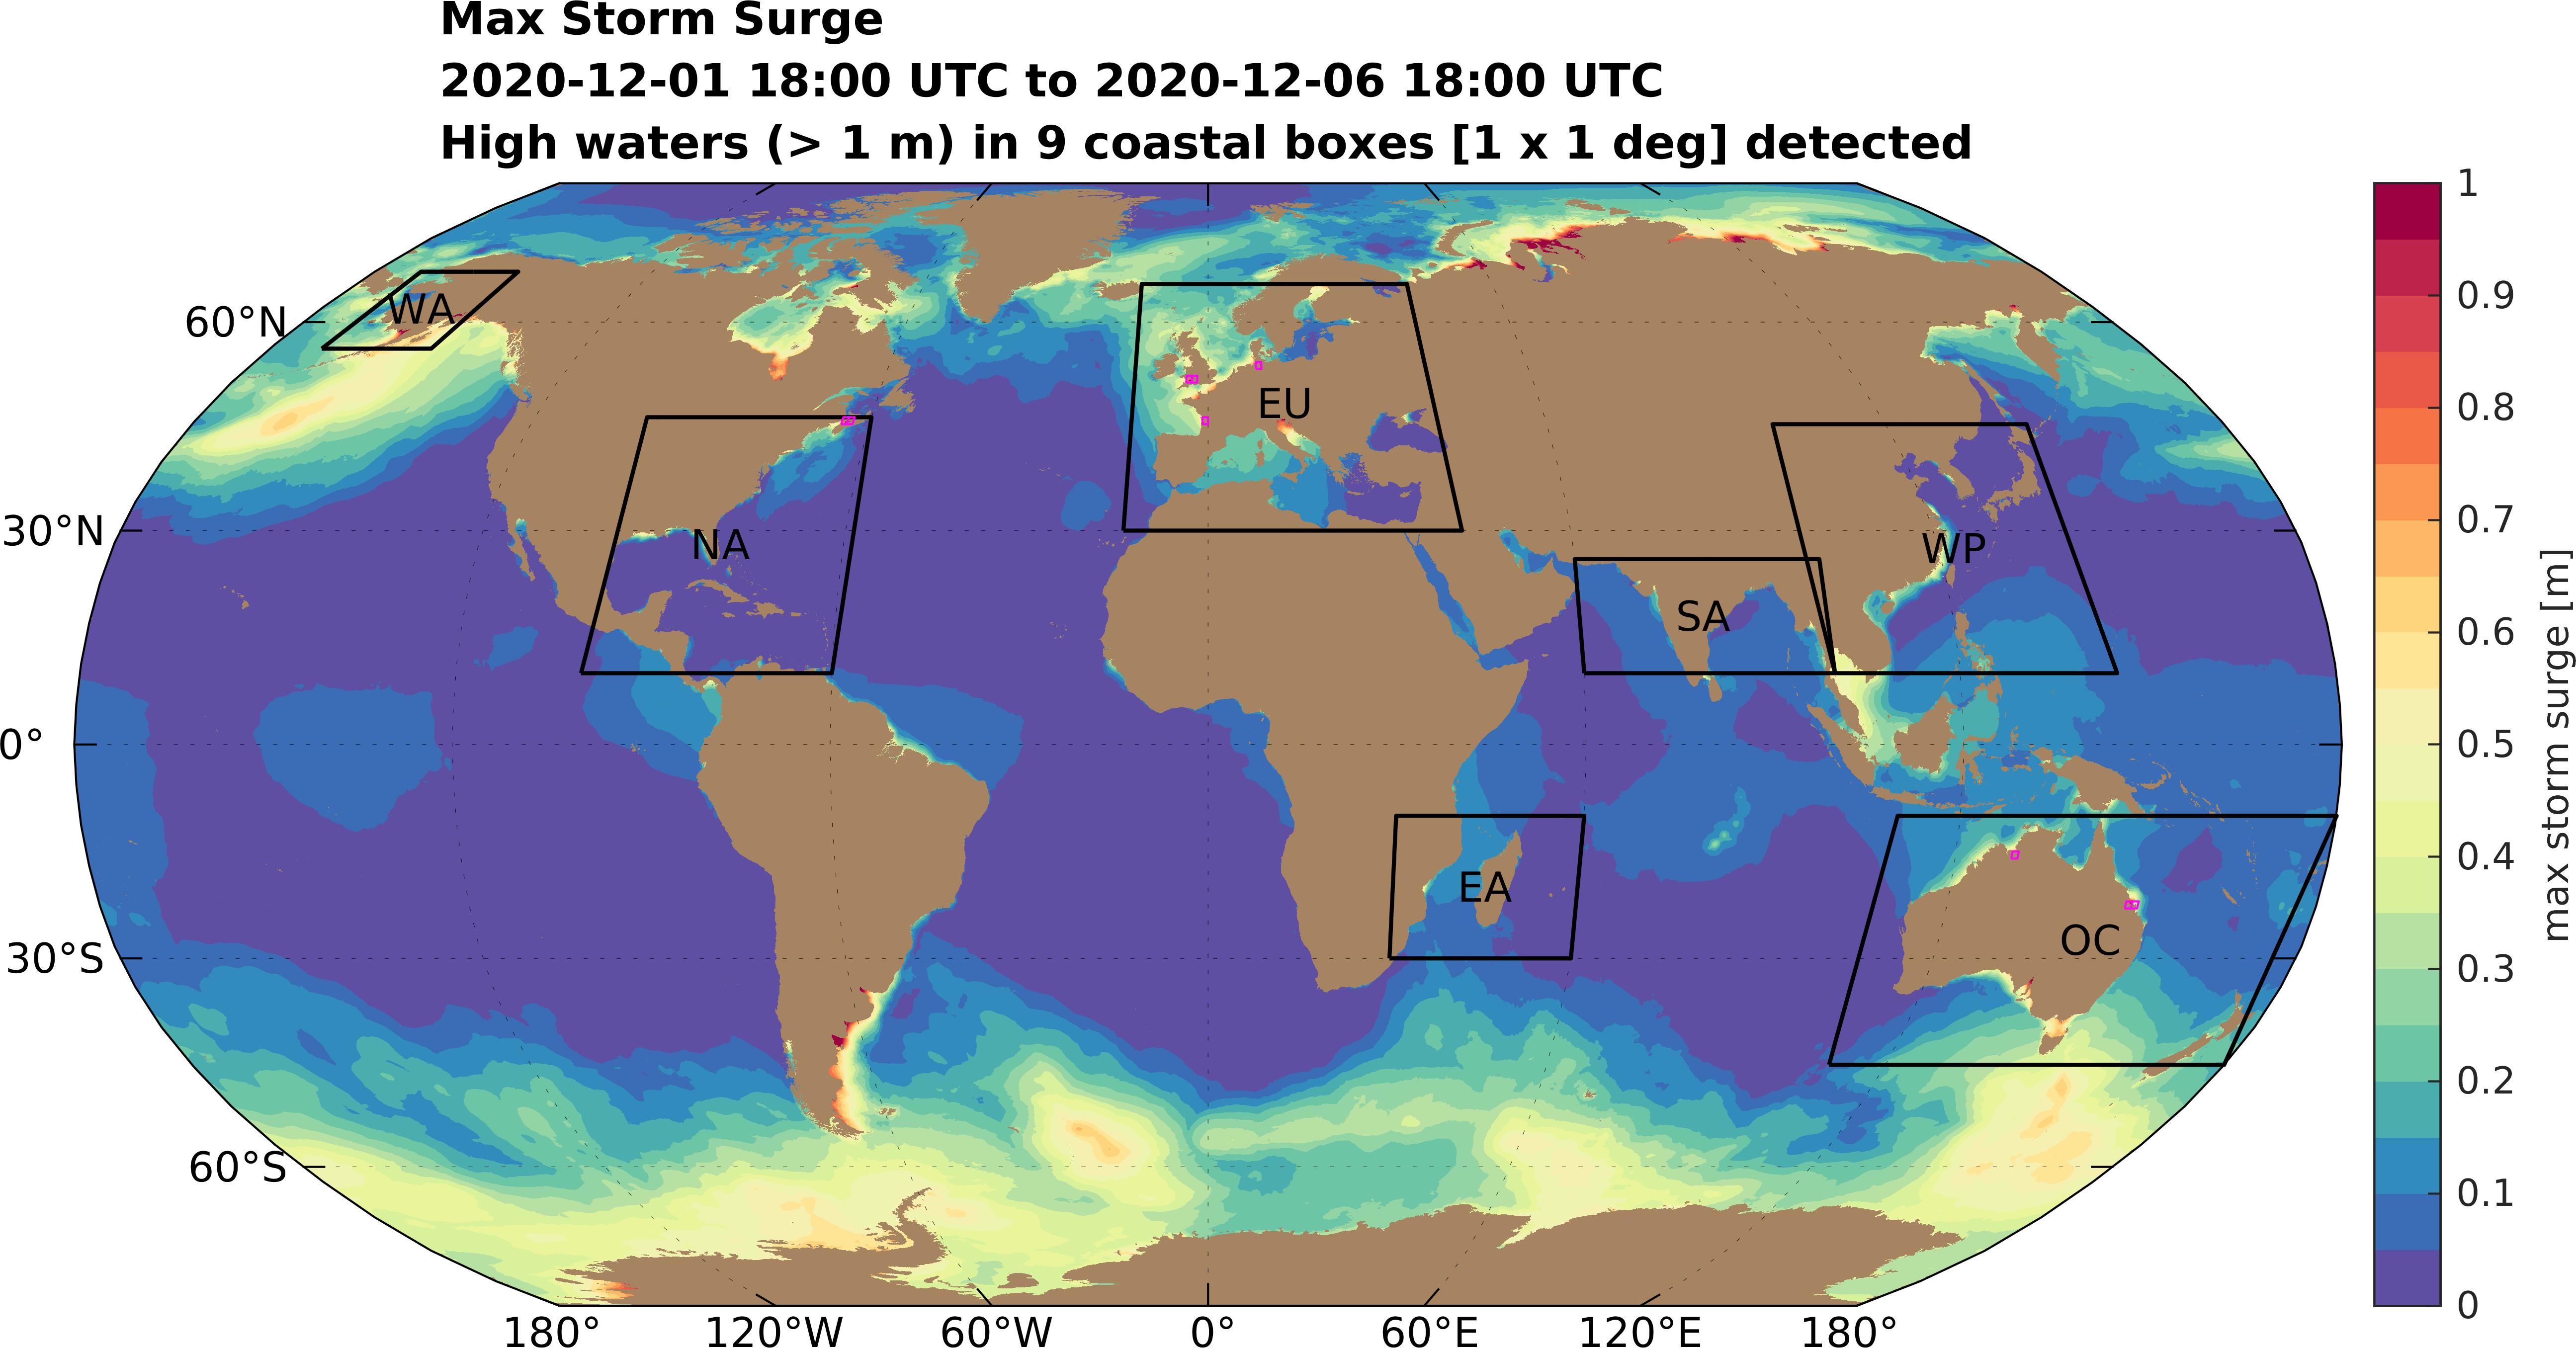 Max Storm Surge
2020-12-01 18:00 UTC to 2020-12-06 18:00 UTC
High waters (> 1 m) in 9 coastal boxes [1 x 1 deg] detected
60°N
30°N
0°
30°S
60°S
180°
120°W
60°W
0°
60°E
120°E
180°
WA
NA
EU
SA
WP
EA
OC
1
0.9
0.8
0.7
0.6
0.5
0.4
0.3
0.2
0.1
0
max storm surge [m]